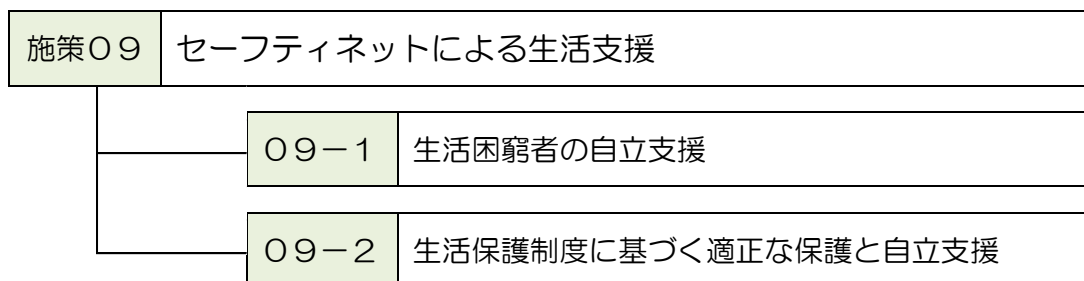 施策09 セーフティネットによる生活支援
09−1 生活困窮者の自立支援
09−2 生活保護制度に基づく適正な保護と自立支援